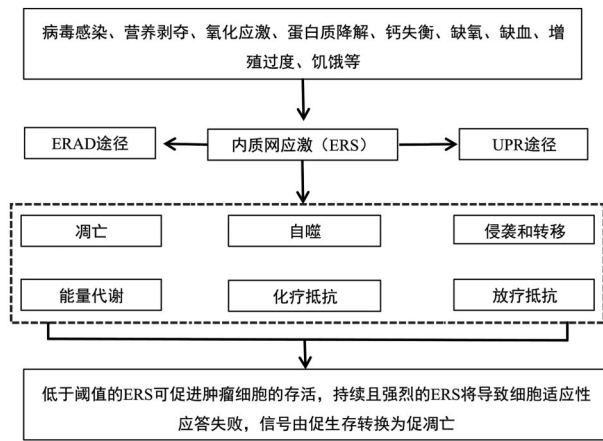 病毒感染、营养剥夺、氧化应激、蛋白质降解、钙失衡、缺氧、缺血、增
殖过度、饥饿等
ERAD途径
内质网应激（ERS）
UPR途径
凋亡
自噬
侵袭和转移
能量代谢
化疗抵抗
放疗抵抗
低于阈值的ERS可促进肿瘤细胞的存活，持续且强烈的ERS将导致细胞适应性
应答失败，信号由促生存转换为促凋亡